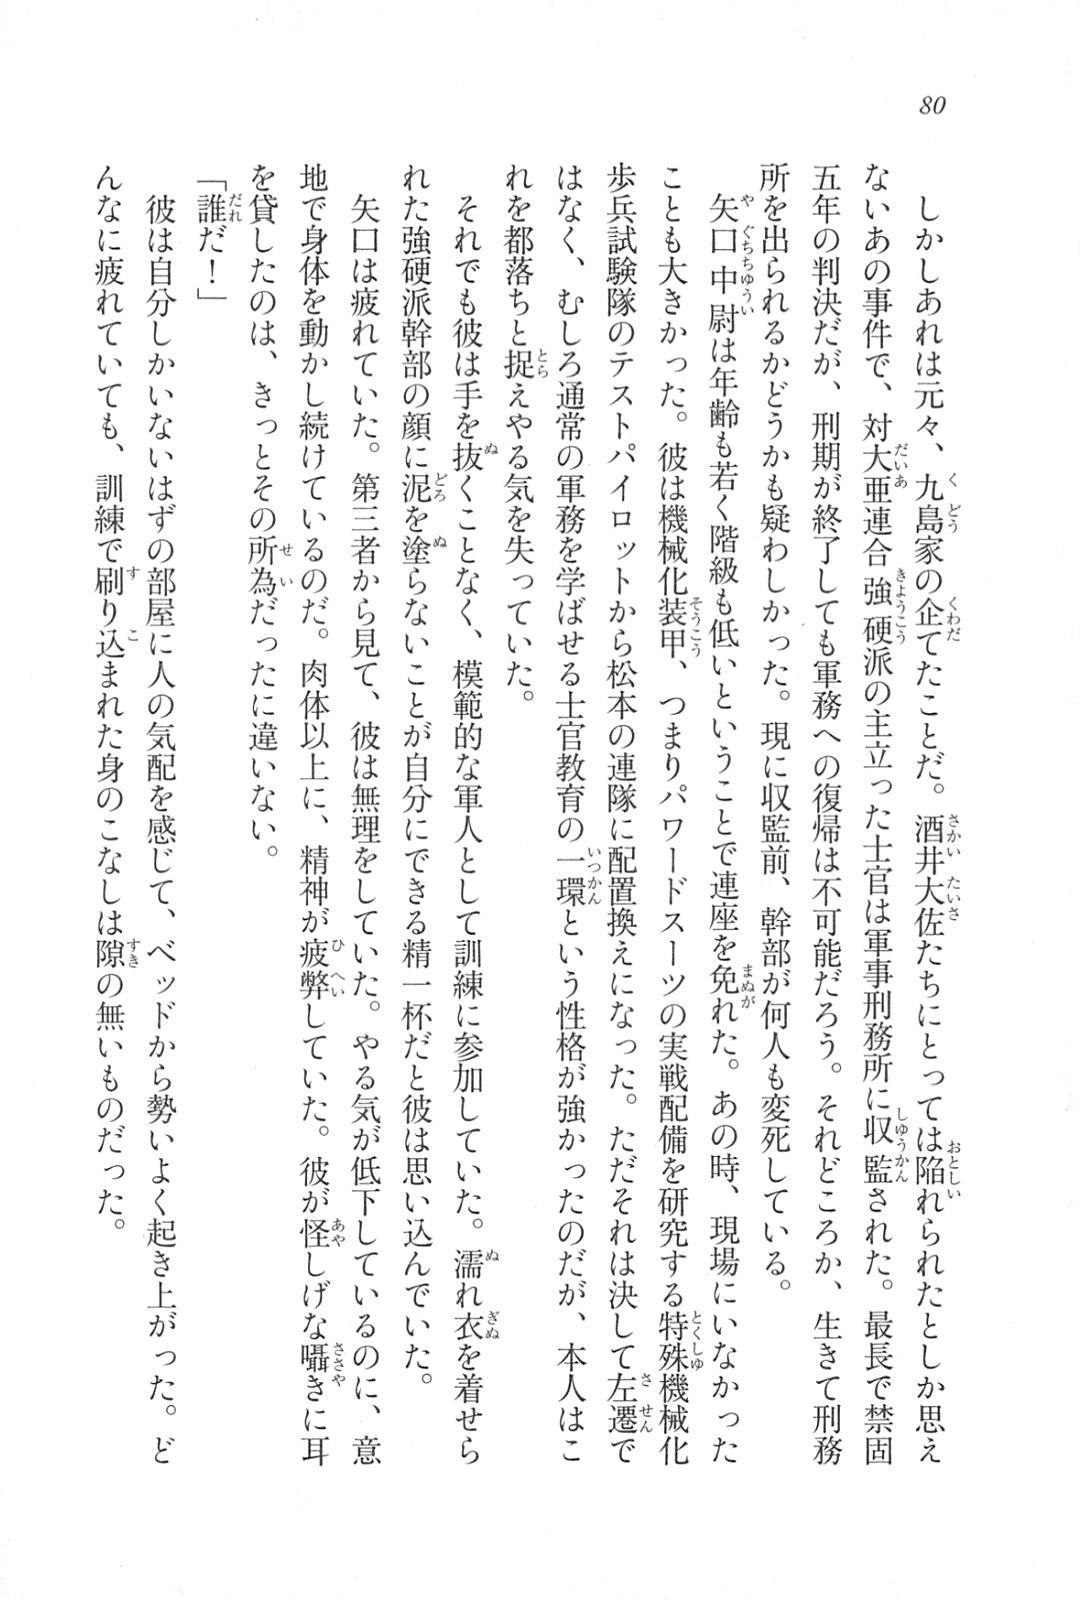 80
しかしあれは元々、九島家の企てたことだ。酒井大佐たちにとっては陥れられたとしか思え
ないあの事件で、対大亜連合強硬派の主立った士官は軍事刑務所に収監された。最長で禁固
五年の判決だが、刑期が終了しても軍務への復帰は不可能だろう。それどころか、生きて刑務
所を出られるかどうかも疑わしかった。現に収監前、幹部が何人も変死している。
矢口中尉は年齢も若く階級も低いということで連座を免れた。あの時、現場にいなかった
ことも大きかった。彼は機械化装甲、つまりパワードスーツの実戦配備を研究する特殊機械化
歩兵試験隊のテストパイロットから松本の連隊に配置換えになった。ただそれは決して左遷で
はなく、むしろ通常の軍務を学ばせる士官教育の一環という性格が強かったのだが、本人はこ
れを都落ちと捉えやる気を失っていた。
それでも彼は手を抜くことなく、模範的な軍人として訓練に参加していた。濡れ衣を着せら
れた強硬派幹部の顔に泥を塗らないことが自分にできる精一杯だと彼は思い込んでいた。
矢口は疲れていた。第三者から見て、彼は無理をしていた。やる気が低下しているのに、意
地で身体を動かし続けているのだ。肉体以上に、精神が疲弊していた。彼が怪しげな囁きに耳
を貸したのは、きっとその所為だったに違いない。
「誰だ！」
彼は自分しかいないはずの部屋に人の気配を感じて、ベッドから勢いよく起き上がった。ど
んなに疲れていても、訓練で刷り込まれた身のこなしは隙の無いものだった。